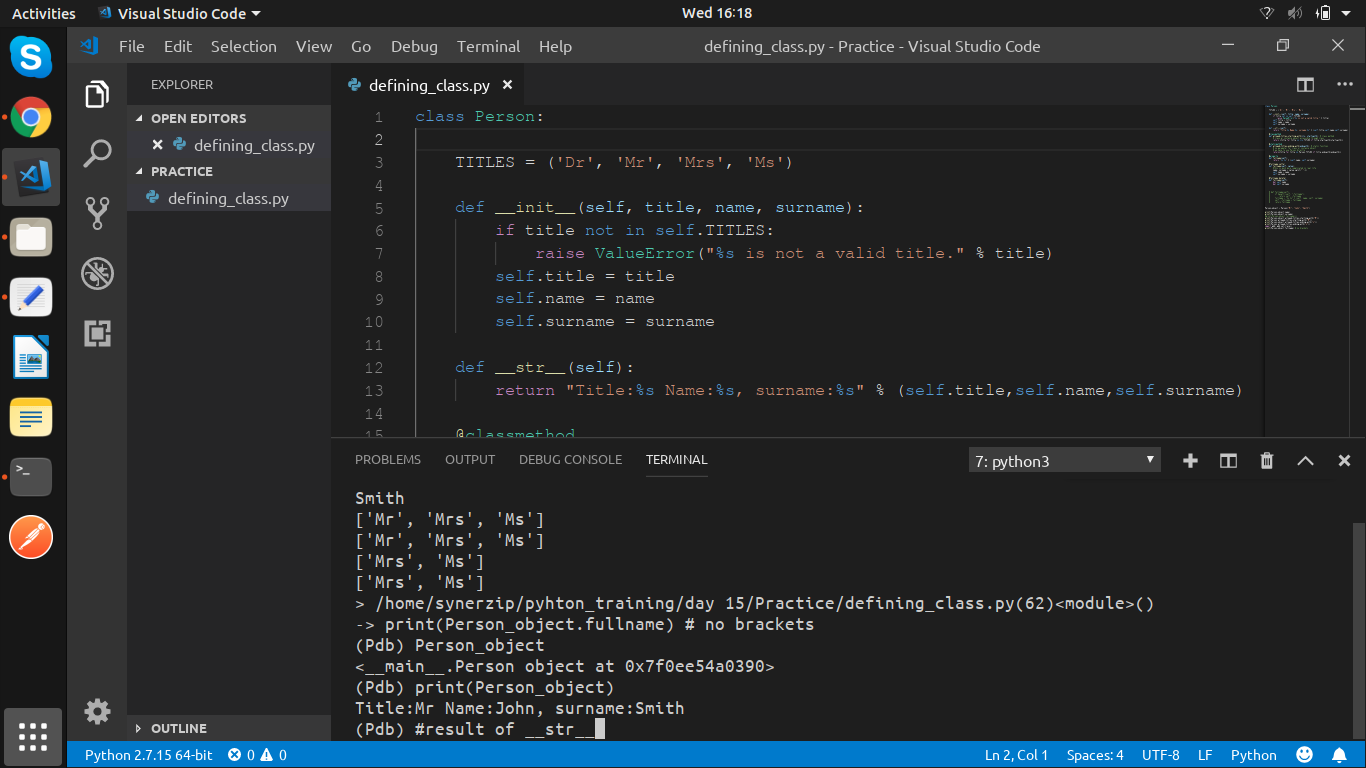 Activities Visual Studio Code Wed 16:18
File Edit Selection View Go Debug Terminal Help defining_class.py - Practice - Visual Studio Code
EXPLORER
OPEN EDITORS
defining_class.py
PRACTICE
defining_class.py
OUTLINE
defining_class.py
1 class Person:
2
3 TITLES = ('Dr', 'Mr', 'Mrs', 'Ms')
4
5 def __init__(self, title, name, surname):
6 if title not in self.TITLES:
7 raise ValueError("%s is not a valid title." % title)
8 self.title = title
9 self.name = name
10 self.surname = surname
11
12 def __str__(self):
13 return "Title:%s Name:%s, surname:%s" % (self.title,self.name,self.surname)
14
15 @classmethod
PROBLEMS OUTPUT DEBUG CONSOLE TERMINAL 7: python3
Smith
['Mr', 'Mrs', 'Ms']
['Mr', 'Mrs', 'Ms']
['Mrs', 'Ms']
['Mrs', 'Ms']
> /home/synerzip/pyhton_training/day 15/Practice/defining_class.py(62)<module>()
-> print(Person_object.fullname) # no brackets
(Pdb) Person_object
<__main__.Person object at 0x7f0ee54a0390>
(Pdb) print(Person_object)
Title:Mr Name:John, surname:Smith
(Pdb) #result of __str__
Python 2.7.15 64-bit 0 0 Ln 2, Col 1 Spaces: 4 UTF-8 LF Python